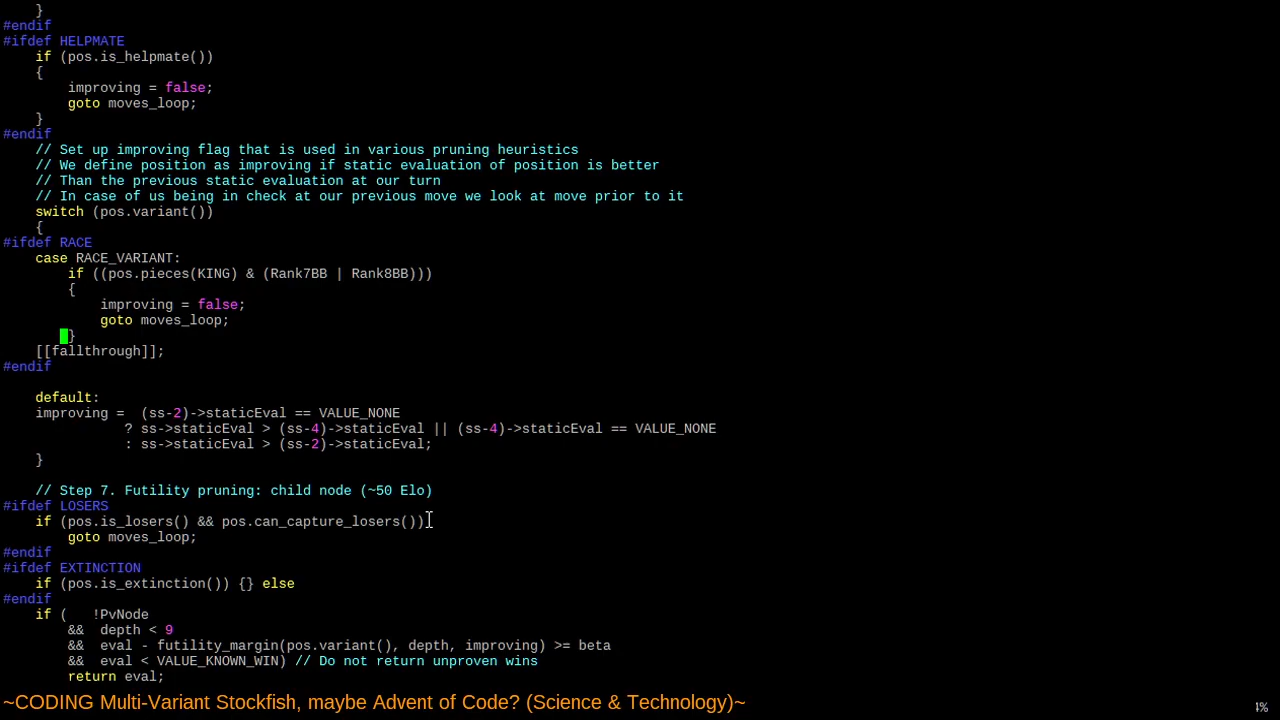 }
#endif
#ifdef HELPMATE
    if (pos.is_helpmate())
    {
        improving = false;
        goto moves_loop;
    }
#endif
    // Set up improving flag that is used in various pruning heuristics
    // We define position as improving if static evaluation of position is better
    // Than the previous static evaluation at our turn
    // In case of us being in check at our previous move we look at move prior to it
    switch (pos.variant())
    {
#ifdef RACE
    case RACE_VARIANT:
        if ((pos.pieces(KING) & (Rank7BB | Rank8BB)))
        {
            improving = false;
            goto moves_loop;
        }
    [[fallthrough]];
#endif

    default:
    improving =  (ss-2)->staticEval == VALUE_NONE
               ? ss->staticEval > (ss-4)->staticEval || (ss-4)->staticEval == VALUE_NONE
               : ss->staticEval > (ss-2)->staticEval;
    }

    // Step 7. Futility pruning: child node (~50 Elo)
#ifdef LOSERS
    if (pos.is_losers() && pos.can_capture_losers())
        goto moves_loop;
#endif
#ifdef EXTINCTION
    if (pos.is_extinction()) {} else
#endif
    if (   !PvNode
        &&  depth < 9
        &&  eval - futility_margin(pos.variant(), depth, improving) >= beta
        &&  eval < VALUE_KNOWN_WIN) // Do not return unproven wins
        return eval;
~CODING Multi-Variant Stockfish, maybe Advent of Code? (Science & Technology)~